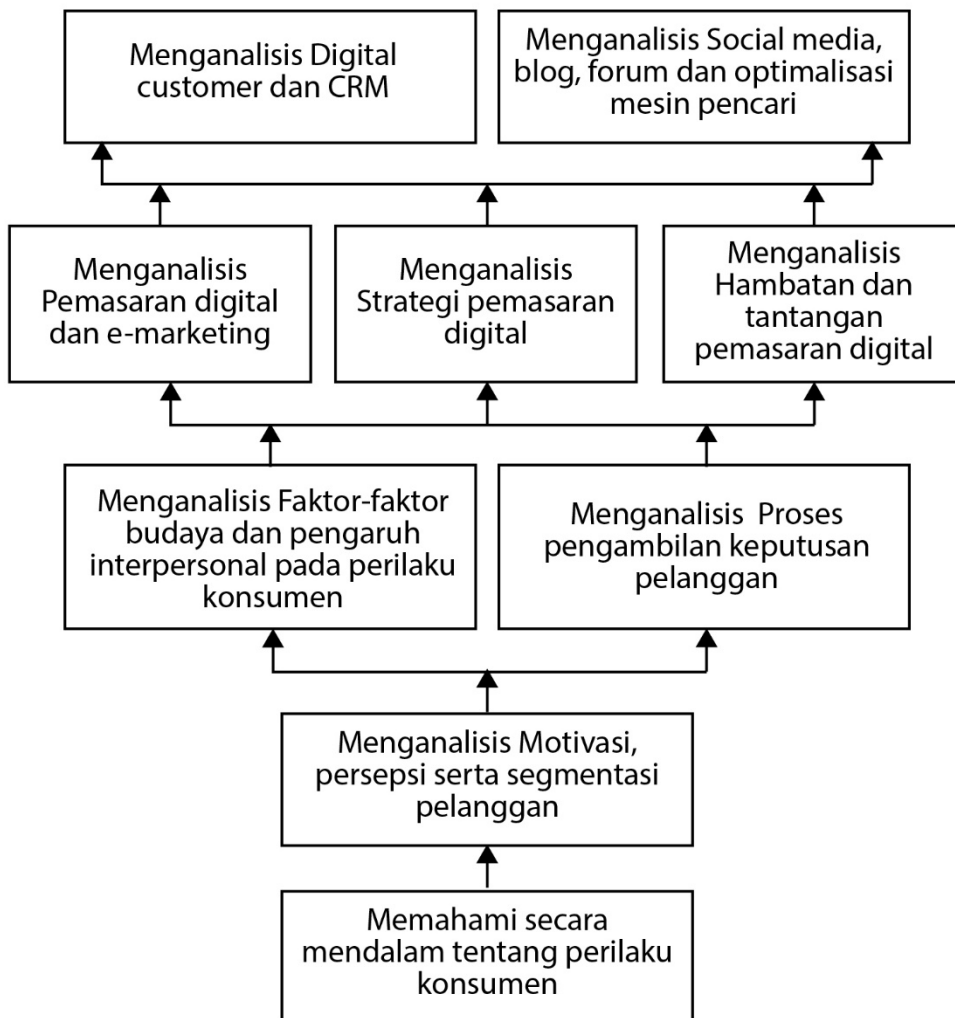 Menganalisis Digital
customer dan CRM
Menganalisis Social media,
blog, forum dan optimalisasi
mesin pencari
Menganalisis
Pemasaran digital
dan e-marketing
Menganalisis
Strategi pemasaran
digital
Menganalisis
Hambatan dan
tantangan
pemasaran digital
Menganalisis Faktor-faktor
budaya dan pengaruh
interpersonal pada perilaku
konsumen
Menganalisis Proses
pengambilan keputusan
pelanggan
Menganalisis Motivasi,
persepsi serta segmentasi
pelanggan
Memahami secara
mendalam tentang perilaku
konsumen